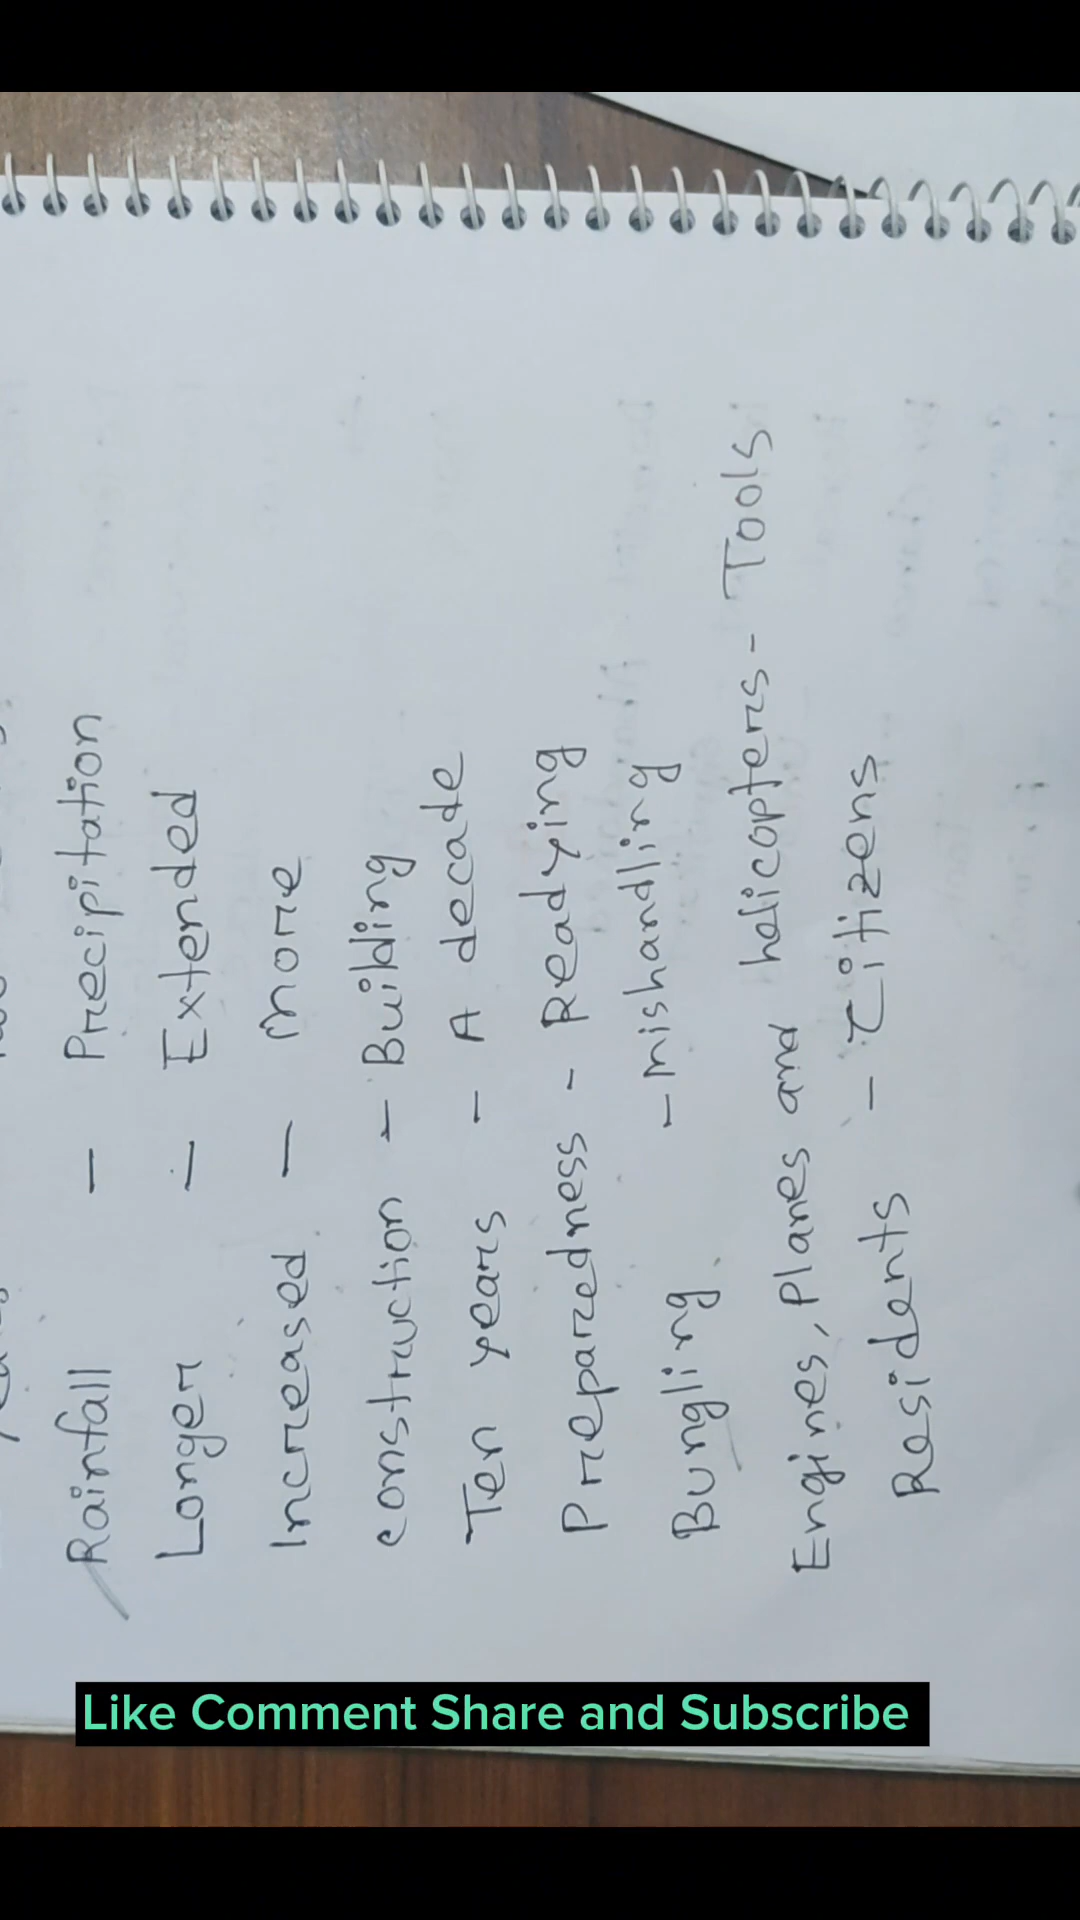 Rainfall - Precipitation
Longer - Extended
Increased - more
construction - Building
Ten years - A decade
Preparedness - Readying
Bungling - mishandling
Engines, Planes and helicopters - Tools
Residents - Citizens
Like Comment Share and Subscribe